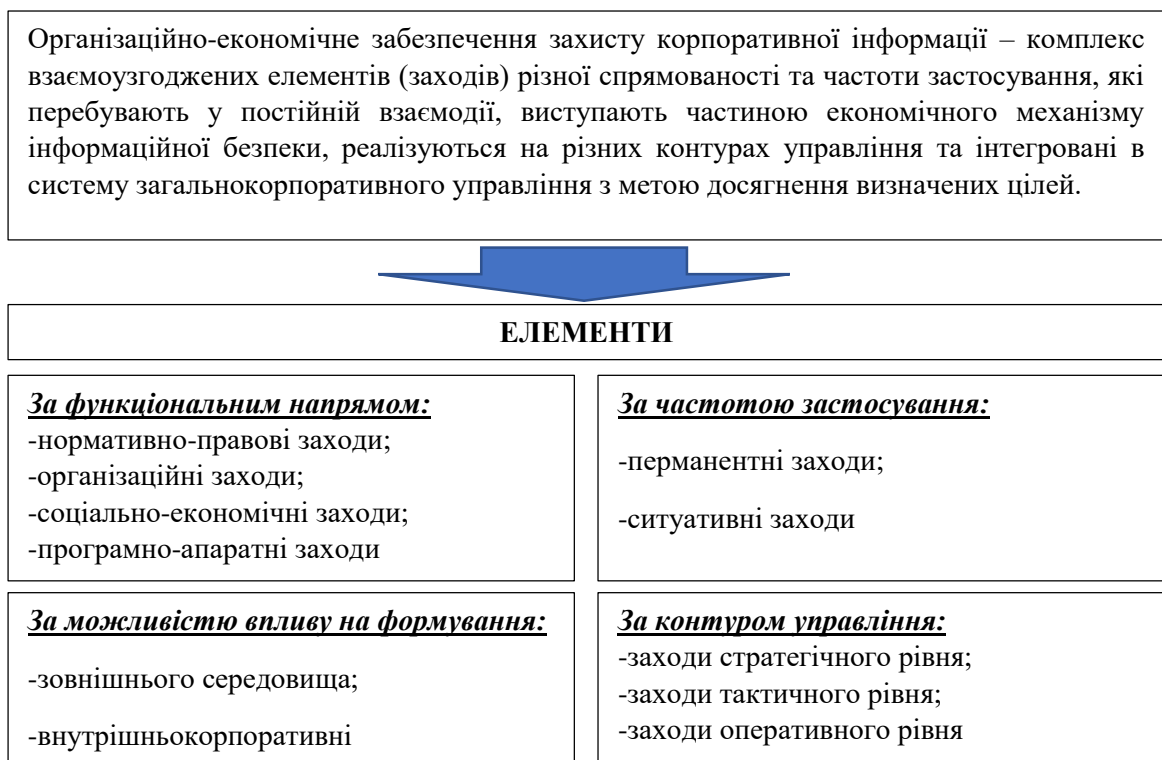 Організаційно-економічне забезпечення захисту корпоративної інформації – комплекс
взаємоузгоджених елементів (заходів) різної спрямованості та частоти застосування, які
перебувають у постійній взаємодії, виступають частиною економічного механізму
інформаційної безпеки, реалізуються на різних контурах управління та інтегровані в
систему загальнокорпоративного управління з метою досягнення визначених цілей.
ЕЛЕМЕНТИ
За функціональним напрямом:
-нормативно-правові заходи;
-організаційні заходи;
-соціально-економічні заходи;
-програмно-апаратні заходи
За частотою застосування:
-перманентні заходи;
-ситуативні заходи
За можливістю впливу на формування:
-зовнішнього середовища;
-внутрішньокорпоративні
За контуром управління:
-заходи стратегічного рівня;
-заходи тактичного рівня;
-заходи оперативного рівня